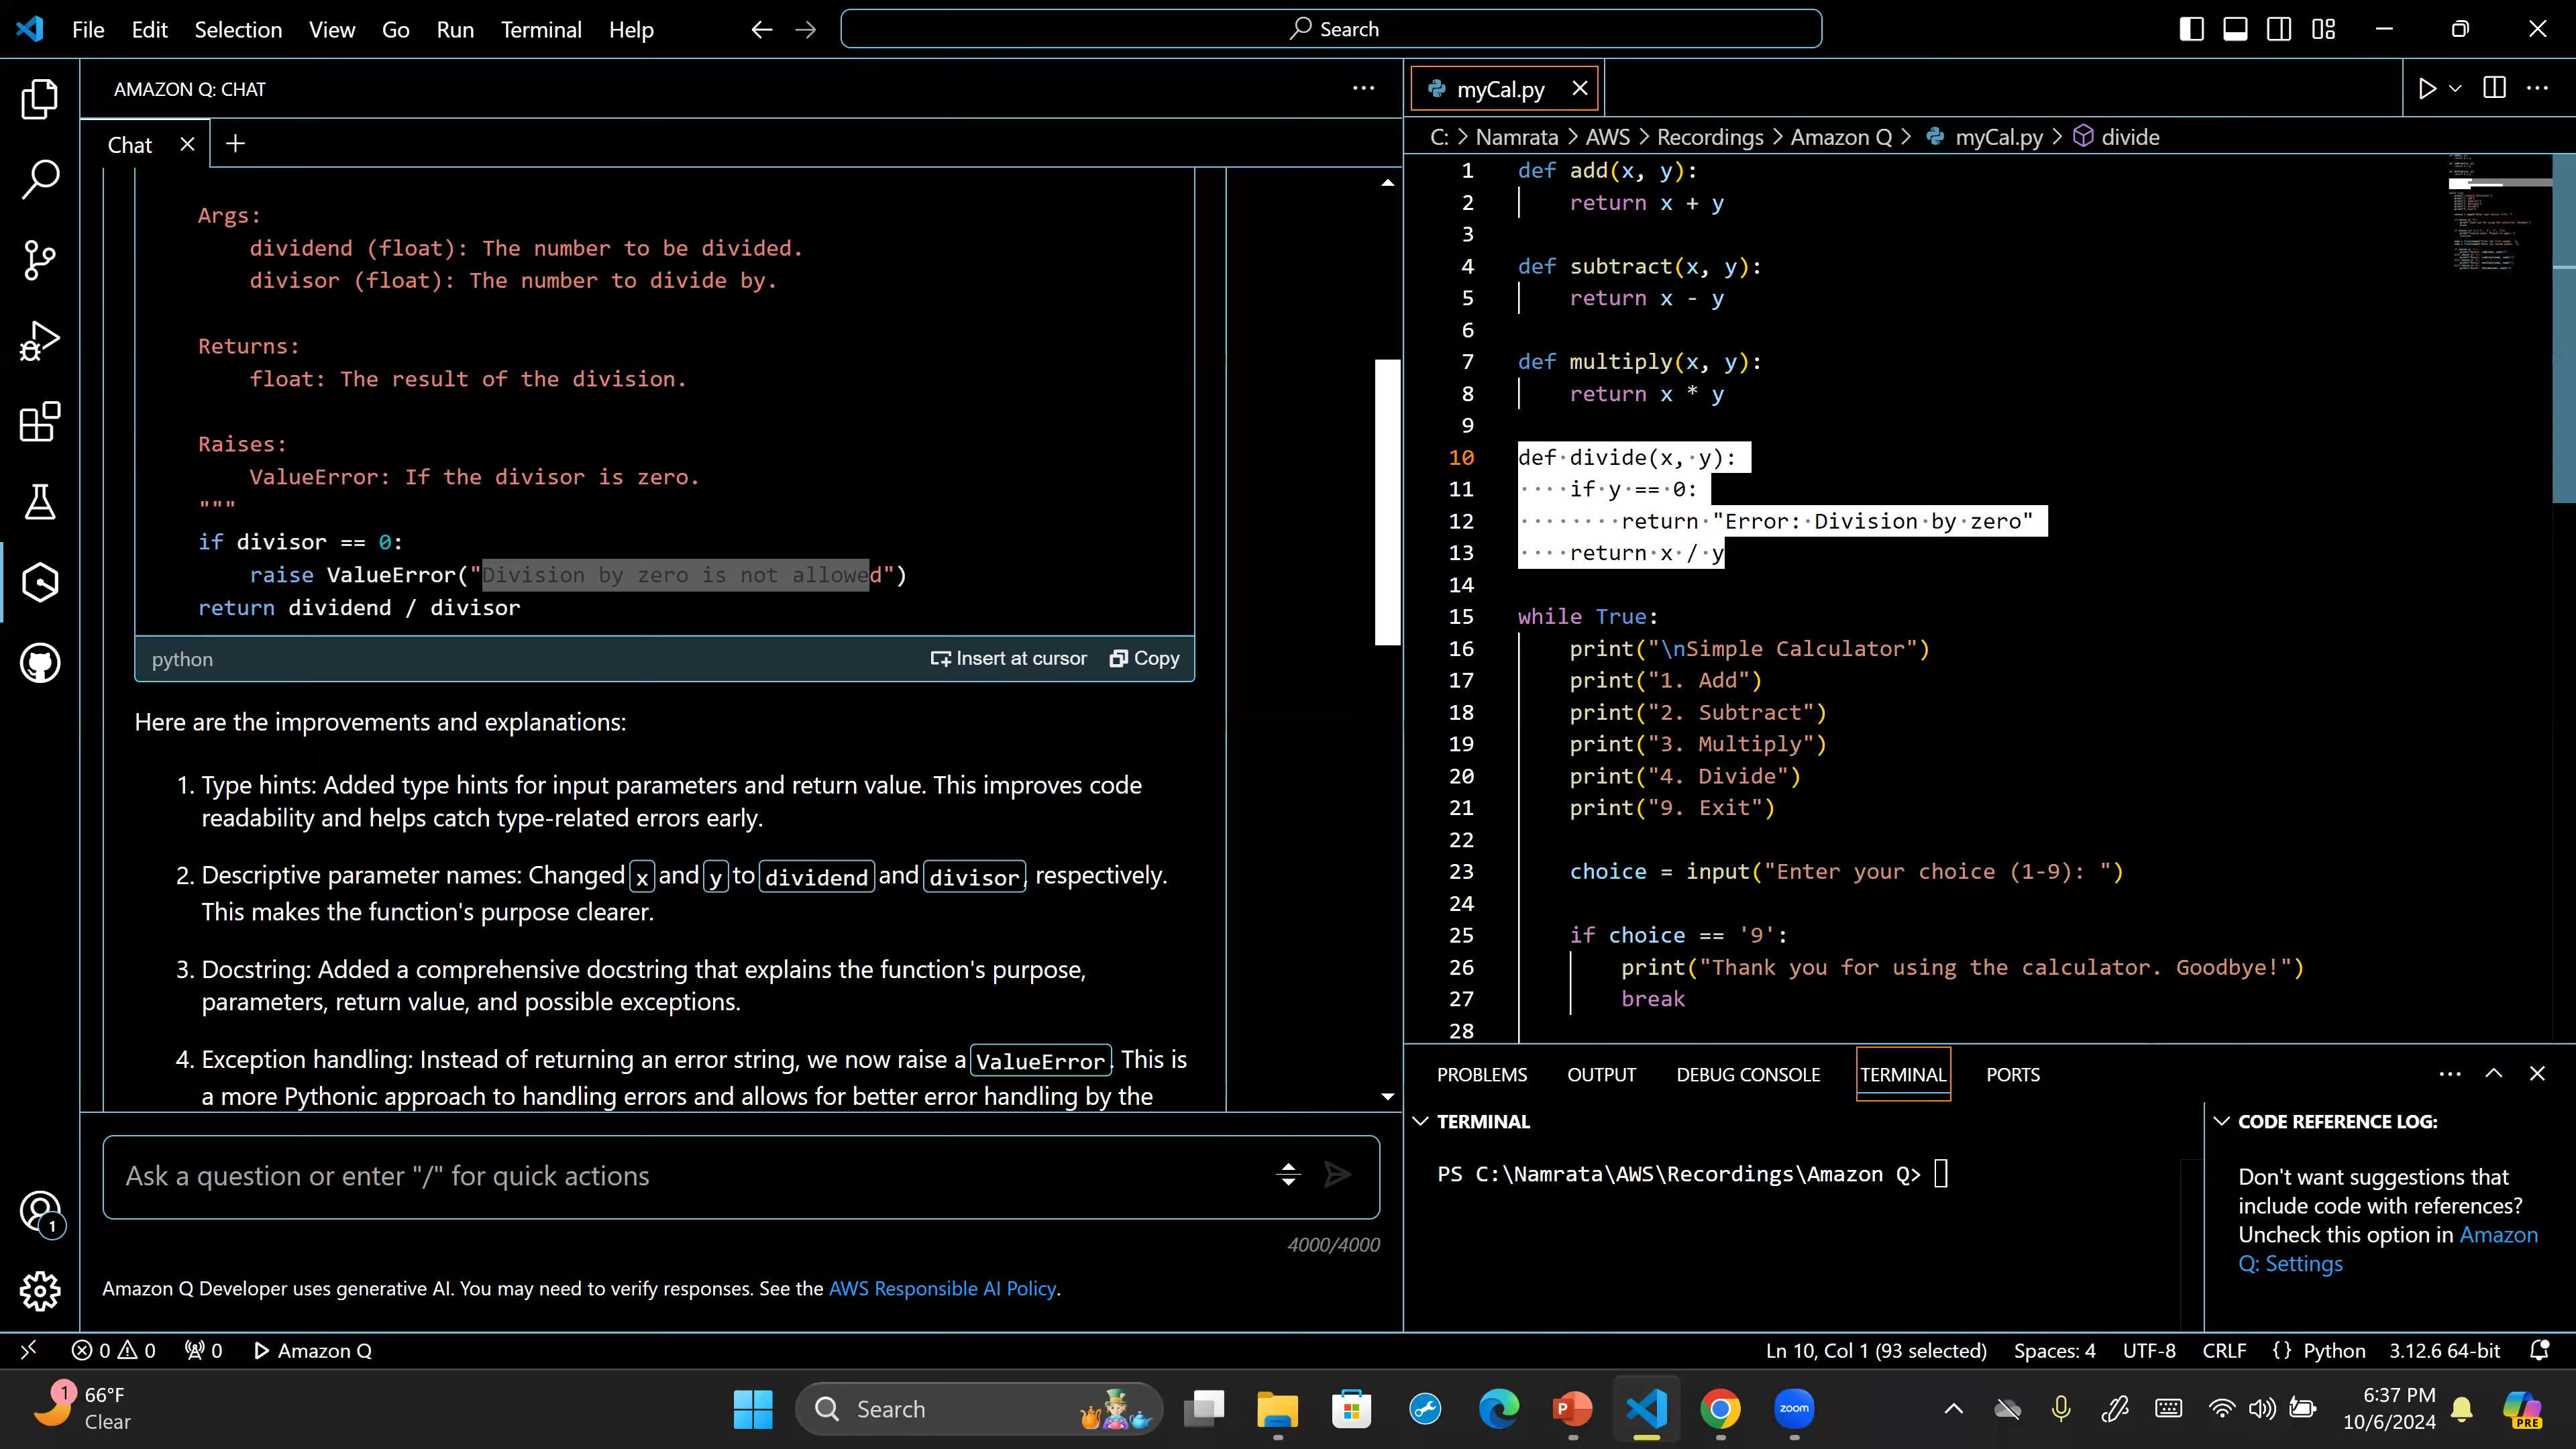 File Edit Selection View Go Run Terminal Help
Search
AMAZON Q: CHAT
Chat
Args:
dividend (float): The number to be divided.
divisor (float): The number to divide by.
Returns:
float: The result of the division.
Raises:
ValueError: If the divisor is zero.
"""
if divisor == 0:
raise ValueError("Division by zero is not allowed")
return dividend / divisor
python
Insert at cursor
Copy
Here are the improvements and explanations:
1. Type hints: Added type hints for input parameters and return value. This improves code
readability and helps catch type-related errors early.
2. Descriptive parameter names: Changed x and y to dividend and divisor, respectively.
This makes the function's purpose clearer.
3. Docstring: Added a comprehensive docstring that explains the function's purpose,
parameters, return value, and possible exceptions.
4. Exception handling: Instead of returning an error string, we now raise a ValueError. This is
a more Pythonic approach to handling errors and allows for better error handling by the
Ask a question or enter "/" for quick actions
4000/4000
Amazon Q Developer uses generative AI. You may need to verify responses. See the AWS Responsible AI Policy.
myCal.py
C: > Namrata > AWS > Recordings > Amazon Q > myCal.py > divide
1 def add(x, y):
2 return x + y
3
4 def subtract(x, y):
5 return x - y
6
7 def multiply(x, y):
8 return x * y
9
10 def divide(x, y):
11 if y == 0:
12 return "Error: Division by zero"
13 return x / y
14
15 while True:
16 print("\nSimple Calculator")
17 print("1. Add")
18 print("2. Subtract")
19 print("3. Multiply")
20 print("4. Divide")
21 print("9. Exit")
22
23 choice = input("Enter your choice (1-9): ")
24
25 if choice == '9':
26 print("Thank you for using the calculator. Goodbye!")
27 break
28
PROBLEMS OUTPUT DEBUG CONSOLE TERMINAL PORTS
TERMINAL
PS C:\Namrata\AWS\Recordings\Amazon Q>
CODE REFERENCE LOG:
Don't want suggestions that
include code with references?
Uncheck this option in Amazon
Q: Settings
1
0 0 0 Amazon Q
Ln 10, Col 1 (93 selected) Spaces: 4 UTF-8 CRLF {} Python 3.12.6 64-bit
1
66°F
Clear
Search
P
zoom
6:37 PM
10/6/2024
PRE